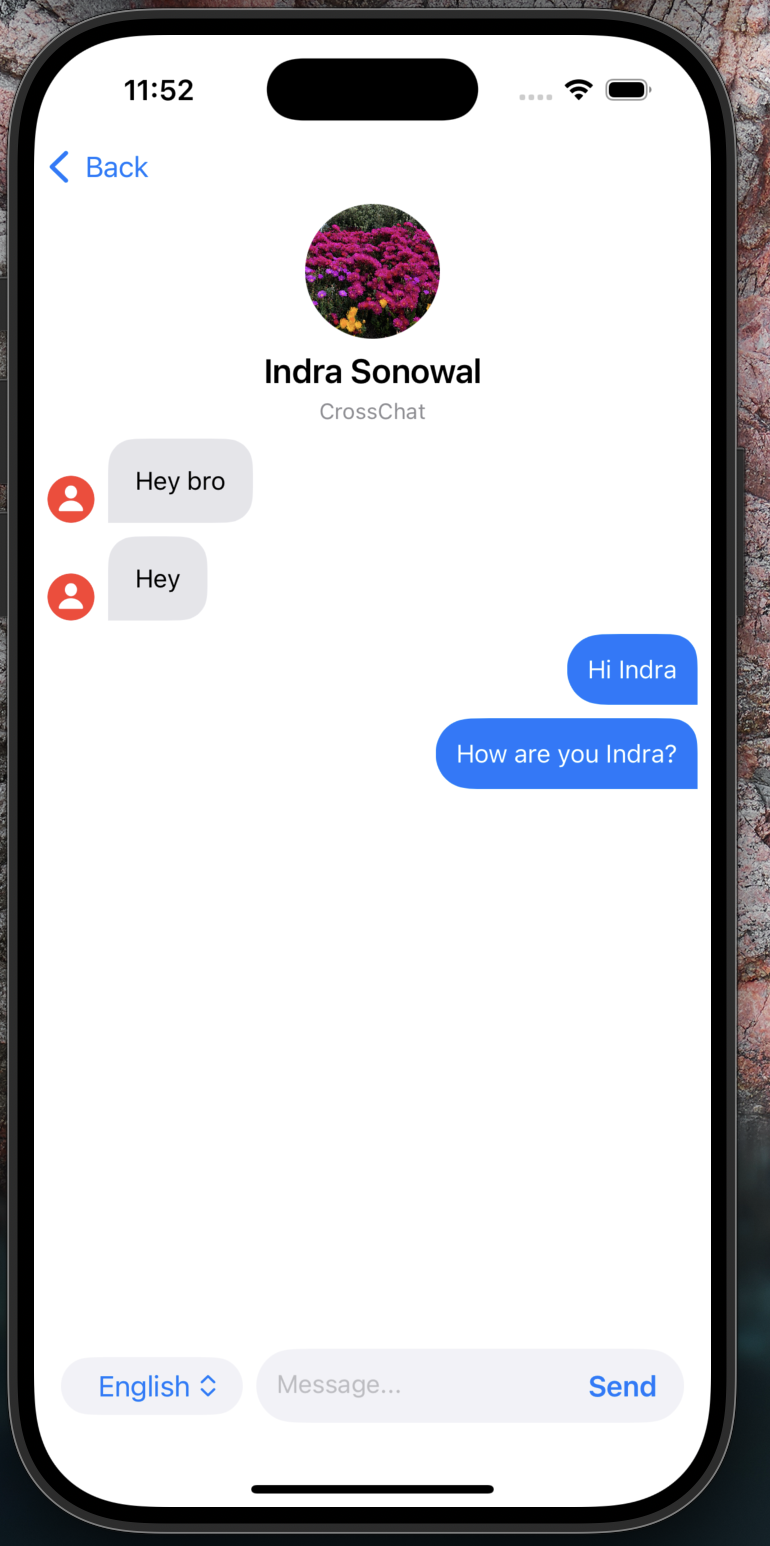 11:52
Back
Indra Sonowal
CrossChat
Hey bro
Hey
Hi Indra
How are you Indra?
English
Message...
Send